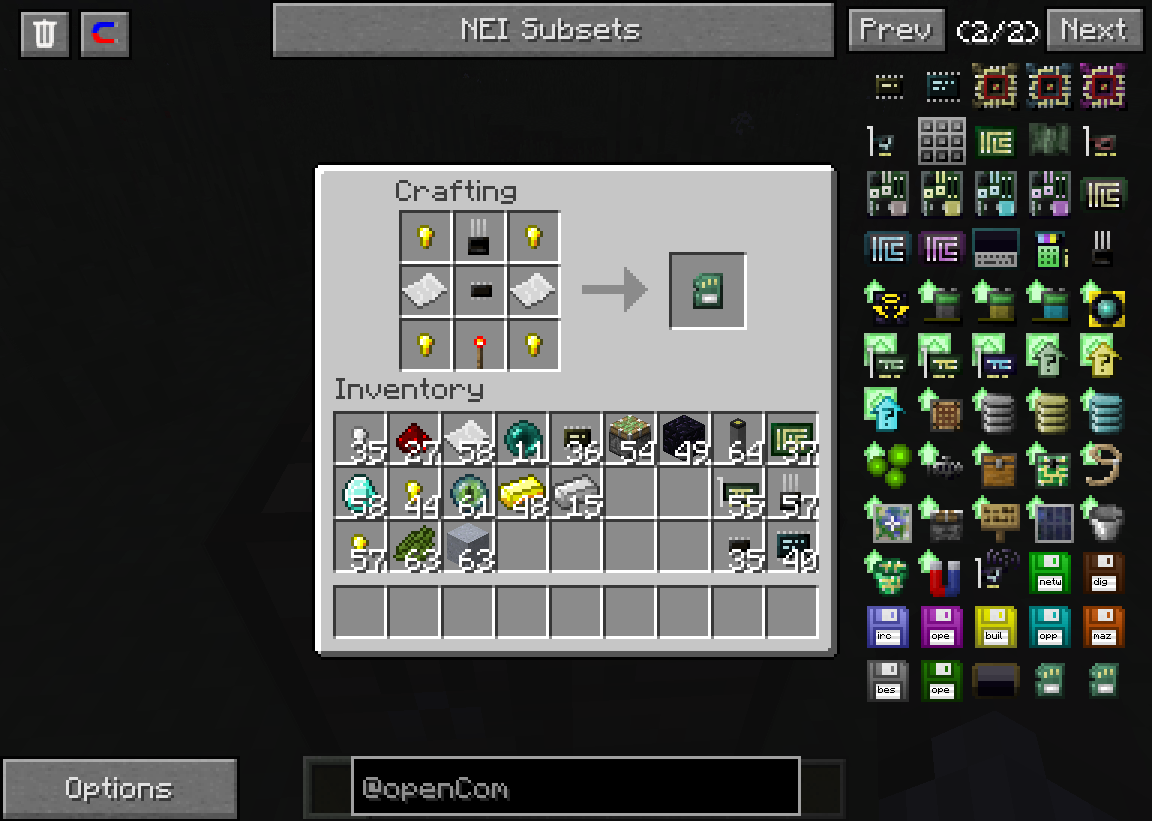 NEI Subsets
Prev (2/2) Next
Crafting
Inventory
35 27 58 11 36 54 49 64 37
58 44 61 48 15 55 57
57 63 63 35 40
netw dig
irc ope buil opp maz
bes ope
Options
@openCom